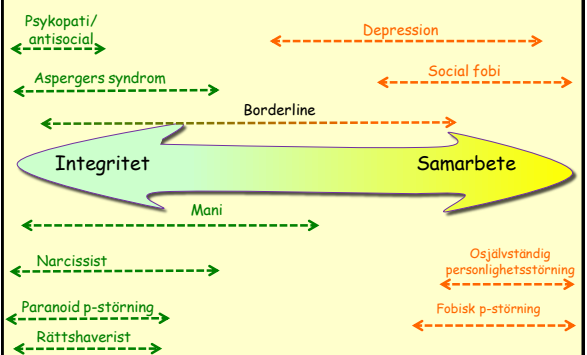 Psykopati/
antisocial
Depression
Social fobi
Aspergers syndrom
Borderline
Integritet
Samarbete
Mani
Narcissist
Osjälvständig
personlighetsstörning
Paranoid p-störning
Fobisk p-störning
Rättshaverist